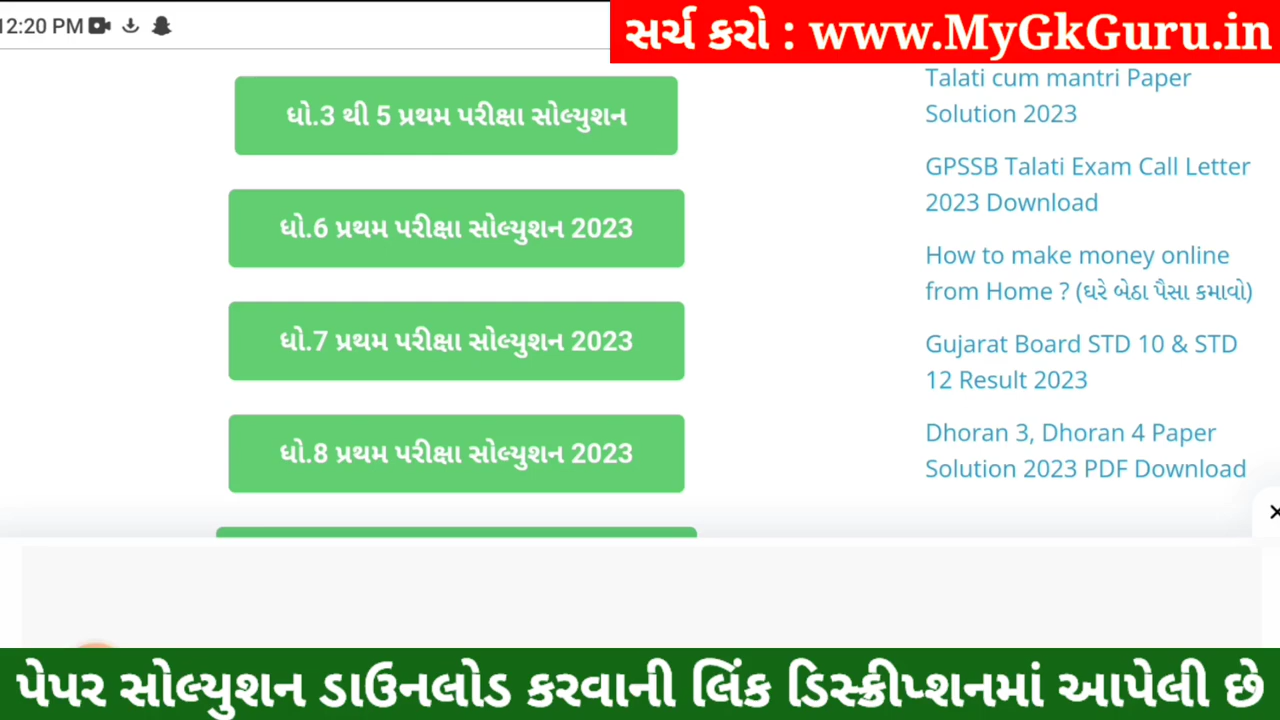 12:20 PM
સર્ચ કરો : www.MyGkGuru.in
ધો.3 થી 5 પ્રથમ પરીક્ષા સોલ્યુશન
ધો.6 પ્રથમ પરીક્ષા સોલ્યુશન 2023
ધો.7 પ્રથમ પરીક્ષા સોલ્યુશન 2023
ધો.8 પ્રથમ પરીક્ષા સોલ્યુશન 2023
Talati cum mantri Paper
Solution 2023
GPSSB Talati Exam Call Letter
2023 Download
How to make money online
from Home ? (ઘરે બેઠા પૈસા કમાવો)
Gujarat Board STD 10 & STD
12 Result 2023
Dhoran 3, Dhoran 4 Paper
Solution 2023 PDF Download
પેપર સોલ્યુશન ડાઉનલોડ કરવાની લિંક ડિસ્ક્રીપ્શનમાં આપેલી છે